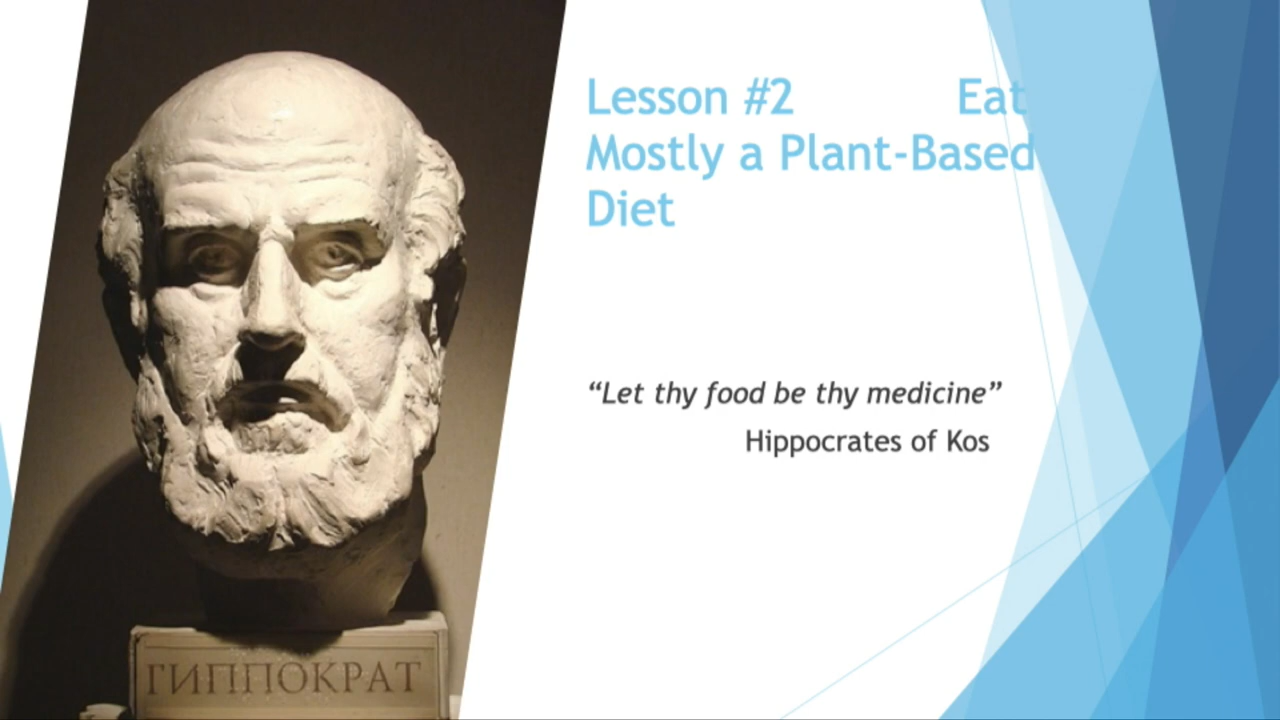 Lesson #2 Eat
Mostly a Plant-Based
Diet
“Let thy food be thy medicine”
Hippocrates of Kos
ГИППОКРАТ